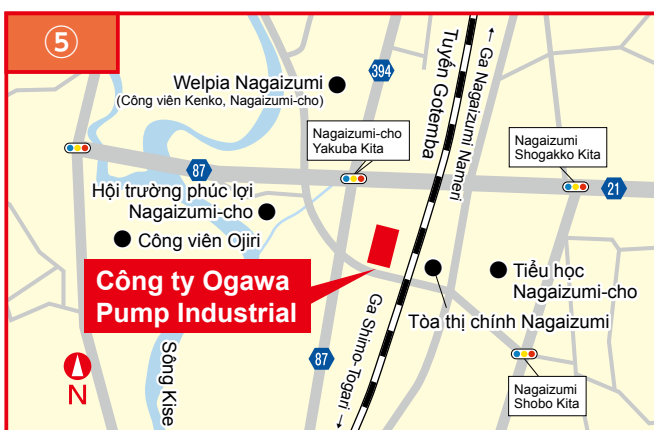 ⑤
Welpia Nagaizumi
(Công viên Kenko, Nagaizumi-cho)
394
Tuyến Gotemba
← Ga Nagaizumi Nameri
Nagaizumi-cho
Yakuba Kita
Nagaizumi
Shogakko Kita
87
21
Hội trường phúc lợi
Nagaizumi-cho
Công viên Ojiri
Công ty Ogawa
Pump Industrial
Tiểu học
Nagaizumi-cho
Tòa thị chính Nagaizumi
Ga Shimo-Togari →
87
Sông Kise
N
Nagaizumi
Shobo Kita